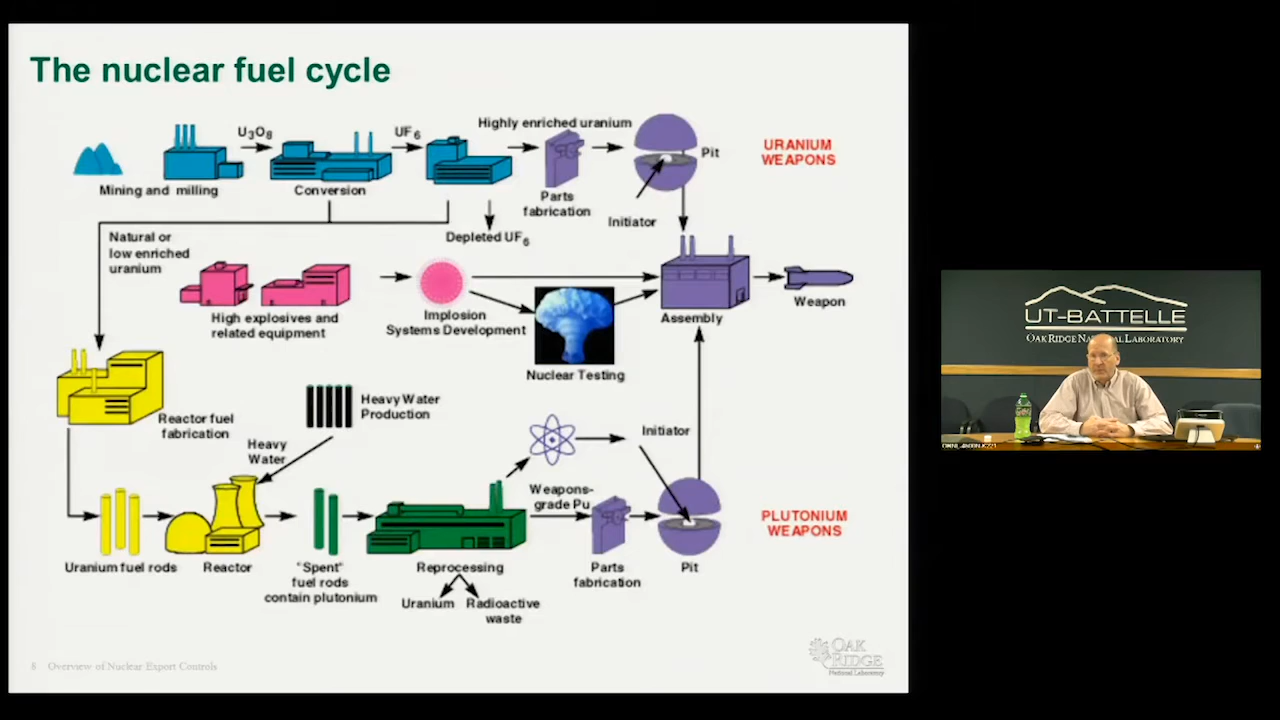 The nuclear fuel cycle
U3O8
UF6
Highly enriched uranium
Mining and milling
Conversion
Parts
fabrication
Pit
Initiator
URANIUM
WEAPONS
Natural or
low enriched
uranium
Depleted UF6
High explosives and
related equipment
Implosion
Systems Development
Nuclear Testing
Assembly
Weapon
Reactor fuel
fabrication
Heavy Water
Production
Heavy
Water
Initiator
Weapons-
grade Pu
PLUTONIUM
WEAPONS
Uranium fuel rods
Reactor
"Spent"
fuel rods
contain plutonium
Reprocessing
Uranium
Radioactive
waste
Parts
fabrication
Pit
8 Overview of Nuclear Export Controls
OAK
RIDGE
National Laboratory
UT-BATTELLE
OAK RIDGE NATIONAL LABORATORY